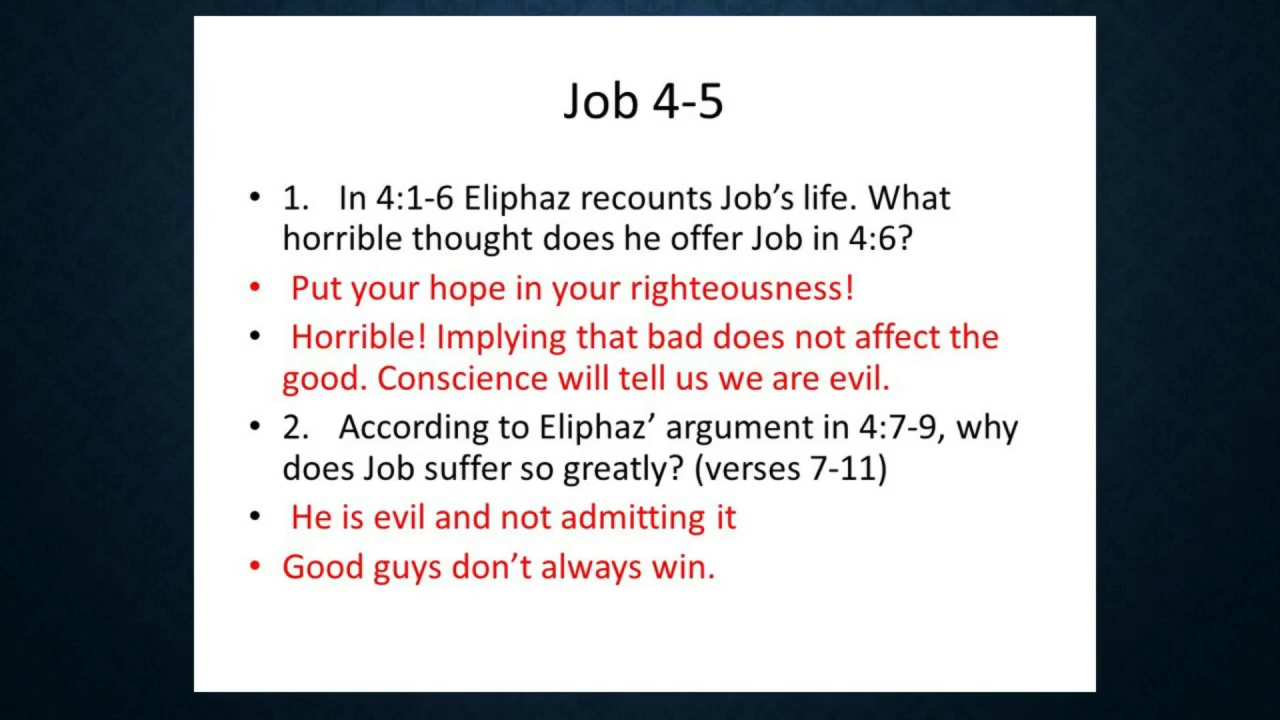 Job 4-5
• 1. In 4:1-6 Eliphaz recounts Job’s life. What
horrible thought does he offer Job in 4:6?
• Put your hope in your righteousness!
• Horrible! Implying that bad does not affect the
good. Conscience will tell us we are evil.
• 2. According to Eliphaz’ argument in 4:7-9, why
does Job suffer so greatly? (verses 7-11)
• He is evil and not admitting it
• Good guys don’t always win.